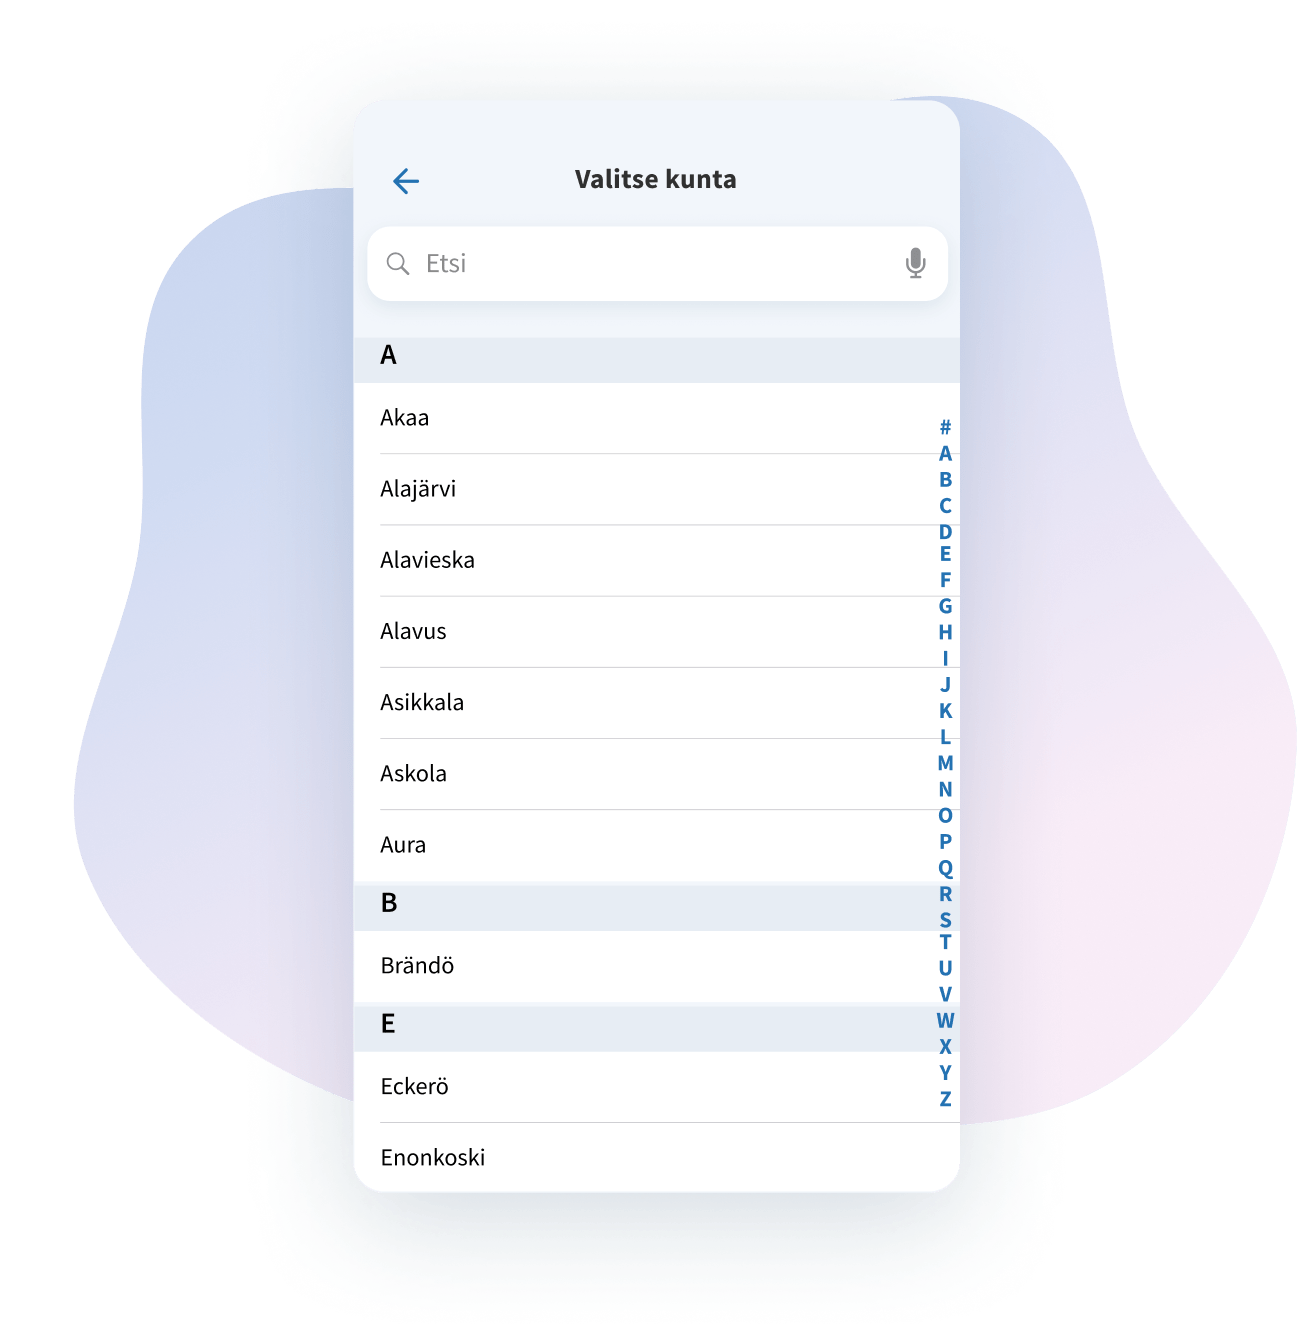 Valitse kunta
Etsi
A
Akaa
Alajärvi
Alavieska
Alavus
Asikkala
Askola
Aura
B
Brändö
E
Eckerö
Enonkoski
#
A
B
C
D
E
F
G
H
I
J
K
L
M
N
O
P
Q
R
S
T
U
V
W
X
Y
Z